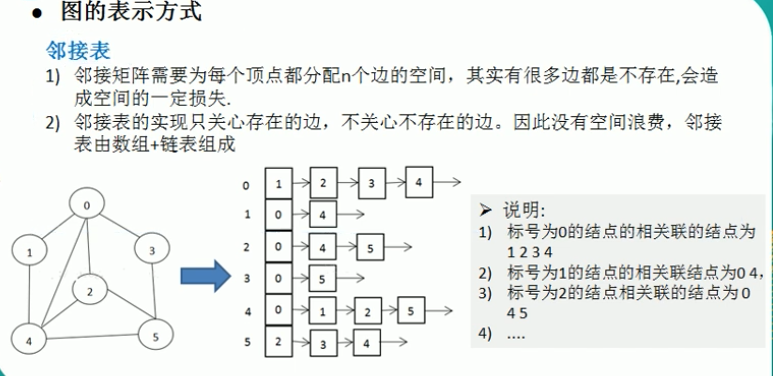 ● 图的表示方式
邻接表
1) 邻接矩阵需要为每个顶点都分配n个边的空间，其实有很多边都是不存在,会造
成空间的一定损失.
2) 邻接表的实现只关心存在的边，不关心不存在的边。因此没有空间浪费，邻接
表由数组+链表组成
0
1
3
2
4
5
0 1 2 3 4
1 0 4
2 0 4 5
3 0 5
4 0 1 2 5
5 2 3 4
➢ 说明:
1) 标号为0的结点的相关联的结点为
1 2 3 4
2) 标号为1的结点的相关联结点为0 4，
3) 标号为2的结点相关联的结点为 0
4 5
4) ....